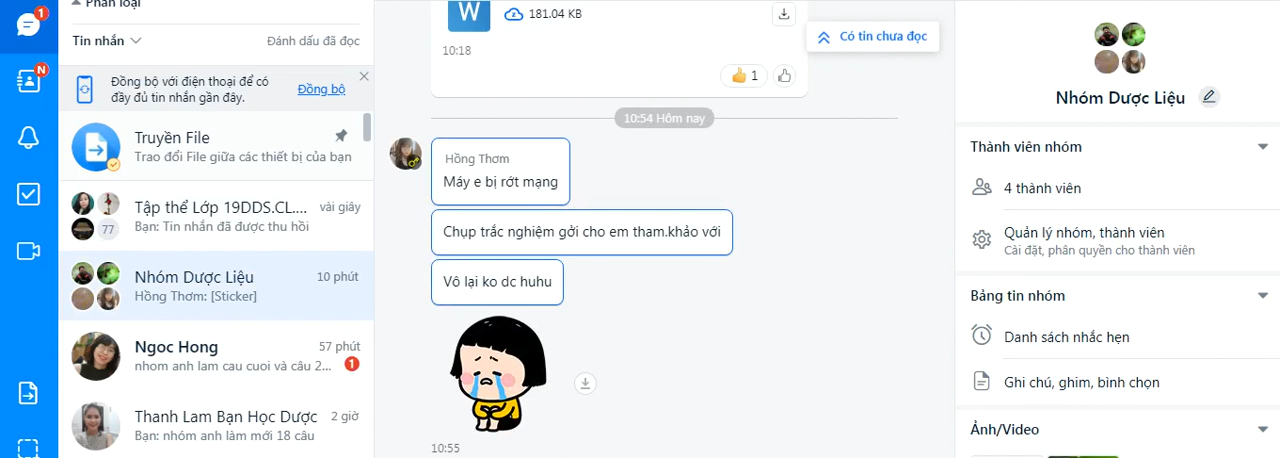 1
Phân loại
Tin nhắn
Đánh dấu đã đọc
N
Đồng bộ với điện thoại để có
đầy đủ tin nhắn gần đây.
Đồng bộ
Truyền File
Trao đổi File giữa các thiết bị của bạn
Tập thể Lớp 19DDS.CL....
vài giây
77
Bạn: Tin nhắn đã được thu hồi
Nhóm Dược Liệu
10 phút
Hồng Thơm: [Sticker]
Ngoc Hong
57 phút
nhom anh lam cau cuoi và câu 2...
1
Thanh Lam Bạn Học Dược
2 giờ
Bạn: nhóm anh làm mới 18 câu
W
181.04 KB
10:18
Có tin chưa đọc
1
10:54 Hôm nay
Hồng Thơm
Máy e bị rớt mạng
Chụp trắc nghiệm gởi cho em tham.khảo với
Vô lại ko dc huhu
10:55
Nhóm Dược Liệu
Thành viên nhóm
4 thành viên
Quản lý nhóm, thành viên
Cài đặt, phân quyền cho thành viên
Bảng tin nhóm
Danh sách nhắc hẹn
Ghi chú, ghim, bình chọn
Ảnh/Video